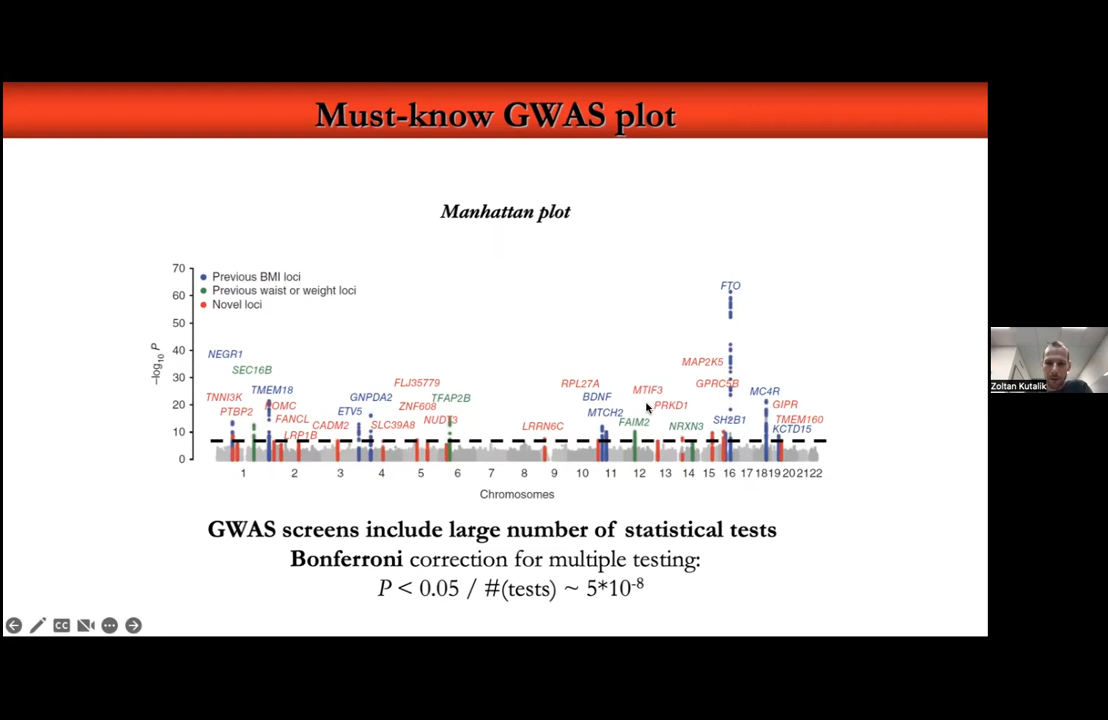 Must-know GWAS plot
Manhattan plot
70
60
50
40
30
20
10
0
–log10 P
Previous BMI loci
Previous waist or weight loci
Novel loci
FTO
NEGR1
SEC16B
MAP2K5
TNNI3K
TMEM18
FLJ35779
RPL27A
MTIF3
GPRC5B
MC4R
PTBP2
POMC
GNPDA2
TFAP2B
BDNF
PRKD1
GIPR
FANCL
ETV5
ZNF608
MTCH2
SH2B1
TMEM160
LRP1B
CADM2
SLC39A8
NUDT3
LRRN6C
FAIM2
NRXN3
KCTD15
1 2 3 4 5 6 7 8 9 10 11 12 13 14 15 16 17 18 19 20 21 22
Chromosomes
GWAS screens include large number of statistical tests
Bonferroni correction for multiple testing:
P < 0.05 / #(tests) ~ 5*10-8
CC
Zoltan Kutalik